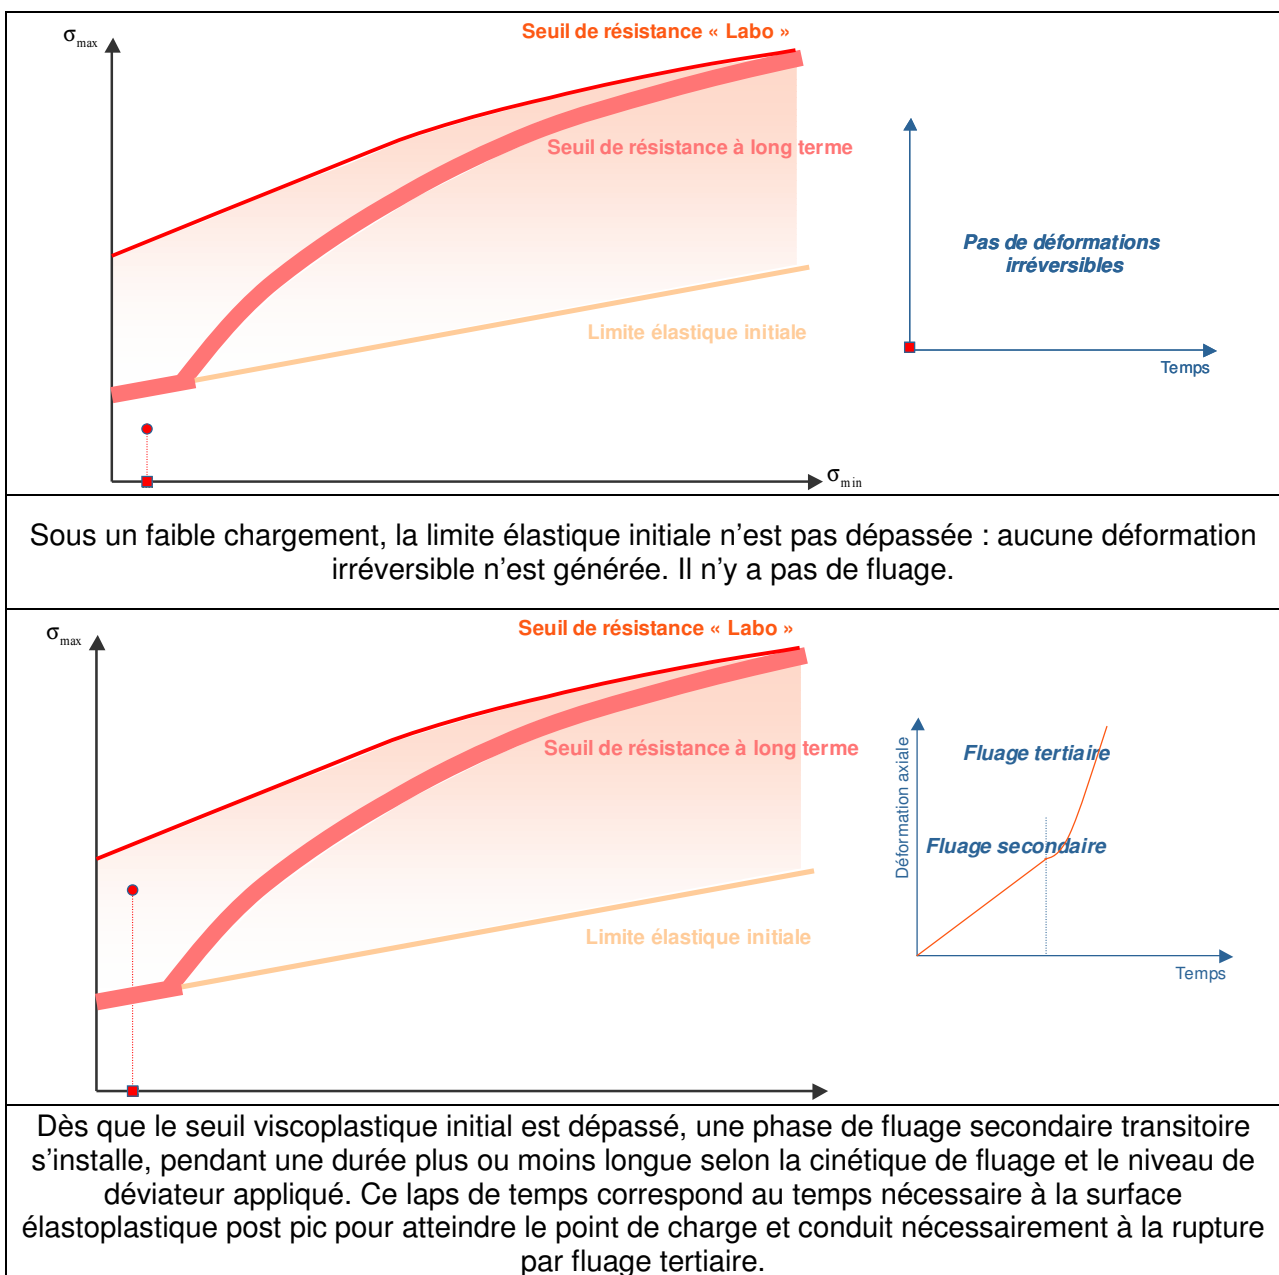 σmax
Seuil de résistance « Labo »
Seuil de résistance à long terme
Pas de déformations
irréversibles
Limite élastique initiale
Temps
σmin
Sous un faible chargement, la limite élastique initiale n’est pas dépassée : aucune déformation
irréversible n’est générée. Il n’y a pas de fluage.
σmax
Seuil de résistance « Labo »
Seuil de résistance à long terme
Déformation axiale
Fluage tertiaire
Fluage secondaire
Limite élastique initiale
Temps
Dès que le seuil viscoplastique initial est dépassé, une phase de fluage secondaire transitoire
s’installe, pendant une durée plus ou moins longue selon la cinétique de fluage et le niveau de
déviateur appliqué. Ce laps de temps correspond au temps nécessaire à la surface
élastoplastique post pic pour atteindre le point de charge et conduit nécessairement à la rupture
par fluage tertiaire.